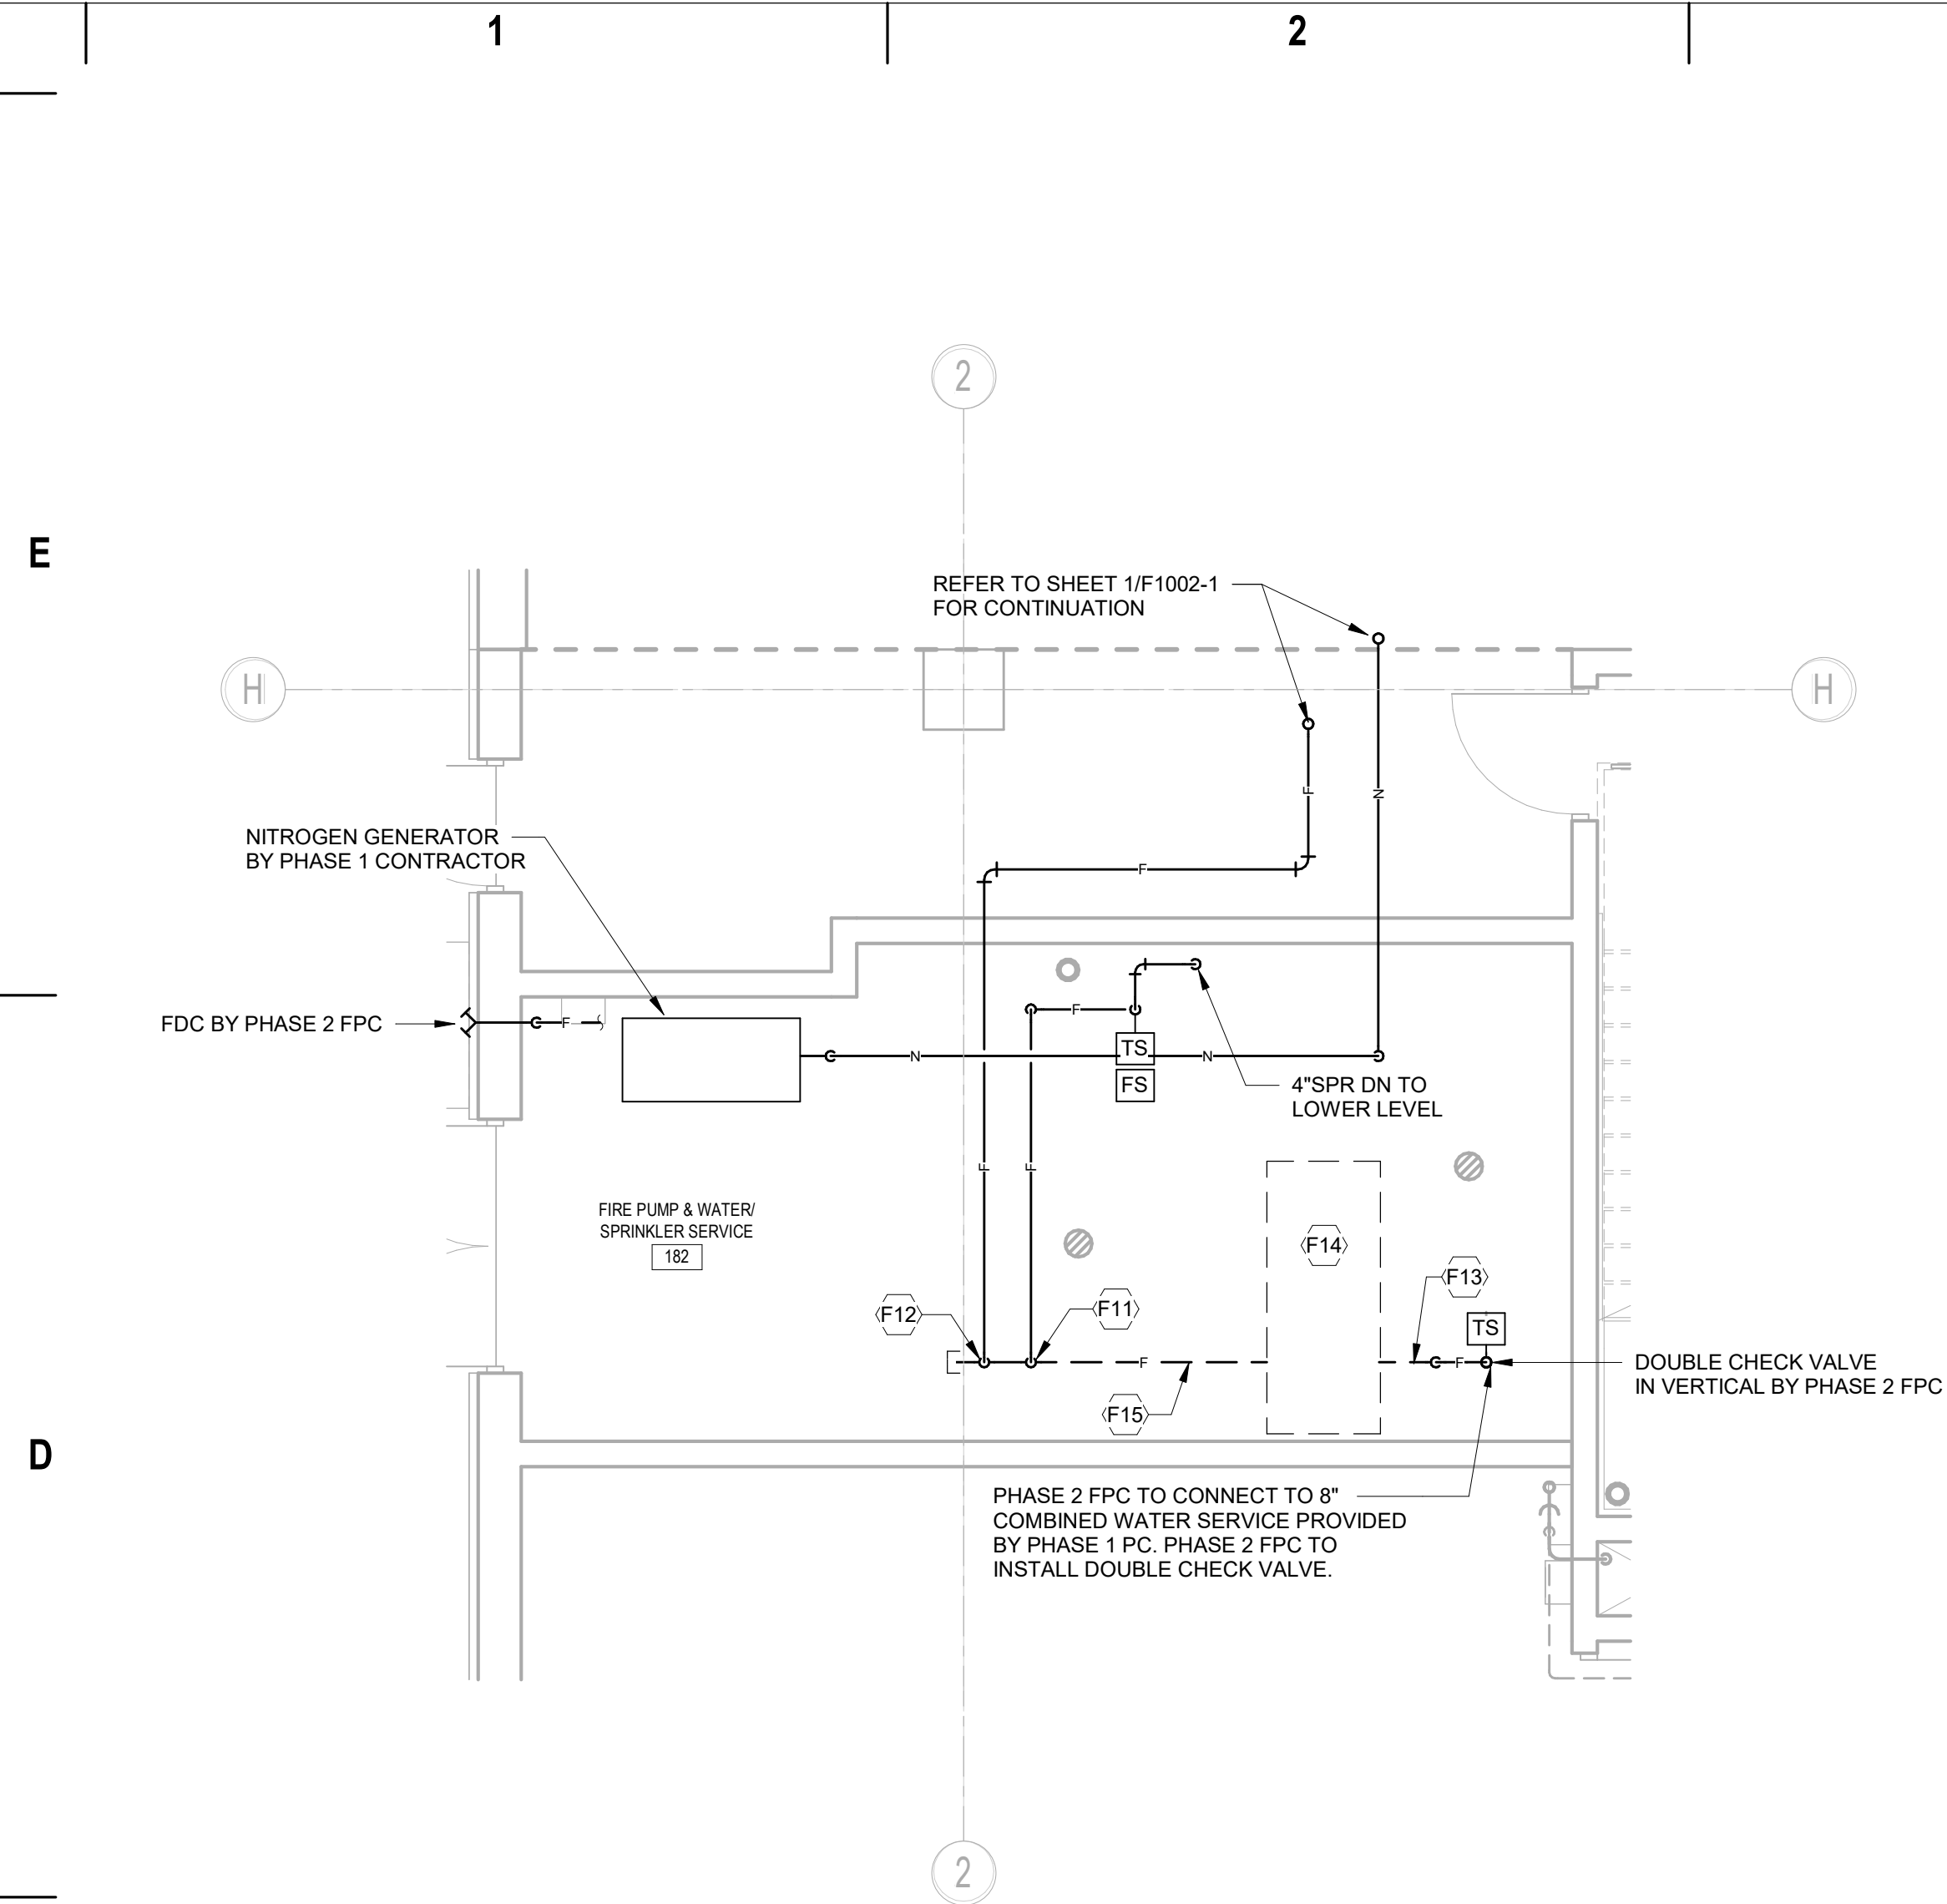 1
2
2
E
REFER TO SHEET 1/F1002-1
FOR CONTINUATION
H
H
F
N
NITROGEN GENERATOR
BY PHASE 1 CONTRACTOR
F
FDC BY PHASE 2 FPC
F
F
TS
N
N
FS
4"SPR DN TO
LOWER LEVEL
F
F
FIRE PUMP & WATER/
SPRINKLER SERVICE
182
F14
F13
F12
F11
TS
F
F
DOUBLE CHECK VALVE
IN VERTICAL BY PHASE 2 FPC
F15
D
PHASE 2 FPC TO CONNECT TO 8"
COMBINED WATER SERVICE PROVIDED
BY PHASE 1 PC. PHASE 2 FPC TO
INSTALL DOUBLE CHECK VALVE.
2